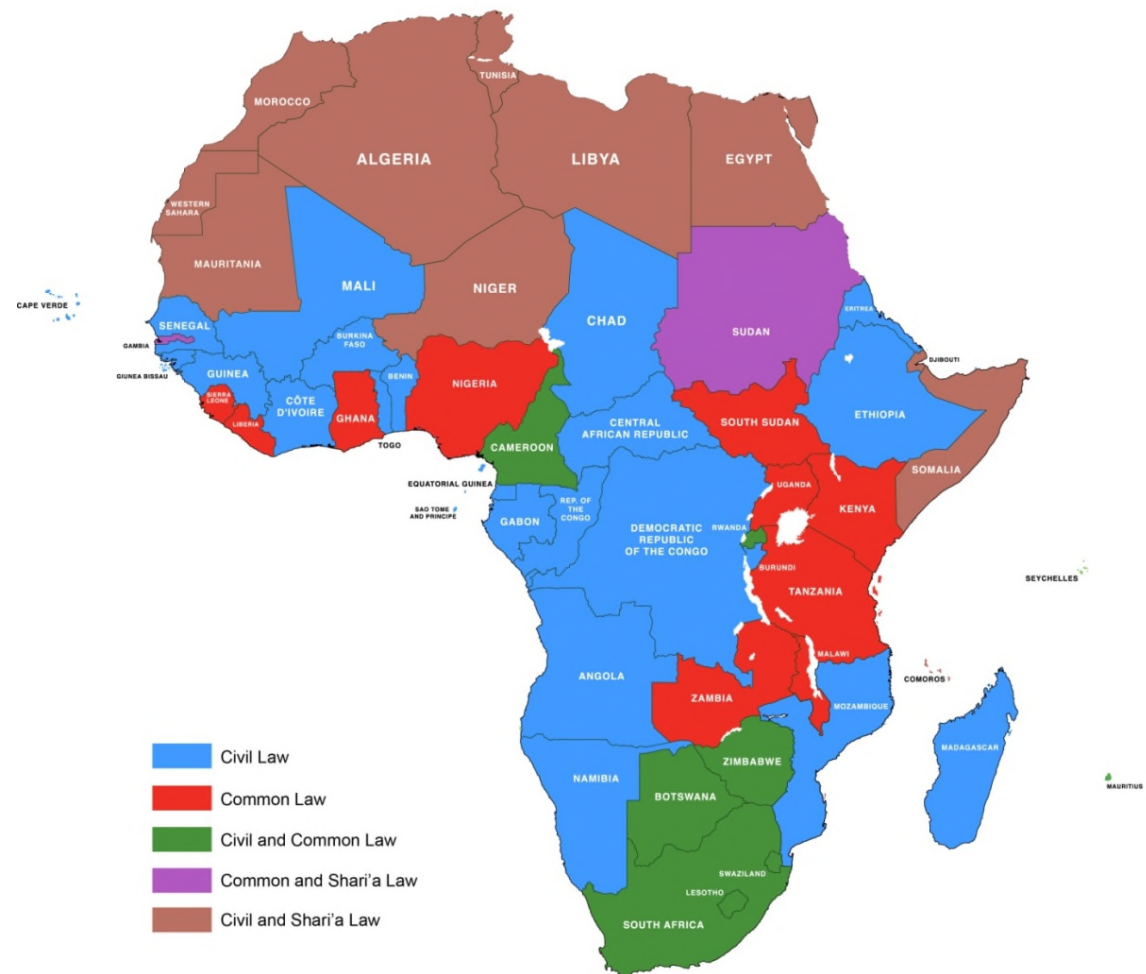 TUNISIA
MOROCCO
ALGERIA
LIBYA
EGYPT
WESTERN
SAHARA
MAURITANIA
MALI
NIGER
CHAD
SUDAN
ERITREA
CAPE VERDE
SENEGAL
GAMBIA
BURKINA
FASO
DJIBOUTI
GIUNEA BISSAU
GUINEA
BENIN
NIGERIA
SIERRA
LEONE
CÔTE
D'IVOIRE
GHANA
LIBERIA
TOGO
ETHIOPIA
SOUTH SUDAN
CENTRAL
AFRICAN REPUBLIC
CAMEROON
SOMALIA
EQUATORIAL GUINEA
UGANDA
KENYA
SAO TOME
AND PRINCIPE
GABON
REP. OF
THE
CONGO
DEMOCRATIC
REPUBLIC
OF THE CONGO
RWANDA
BURUNDI
TANZANIA
SEYCHELLES
MALAWI
COMOROS
ANGOLA
ZAMBIA
MOZAMBIQUE
MADAGASCAR
ZIMBABWE
NAMIBIA
BOTSWANA
MAURITIUS
SWAZILAND
LESOTHO
SOUTH AFRICA
Civil Law
Common Law
Civil and Common Law
Common and Shari'a Law
Civil and Shari'a Law